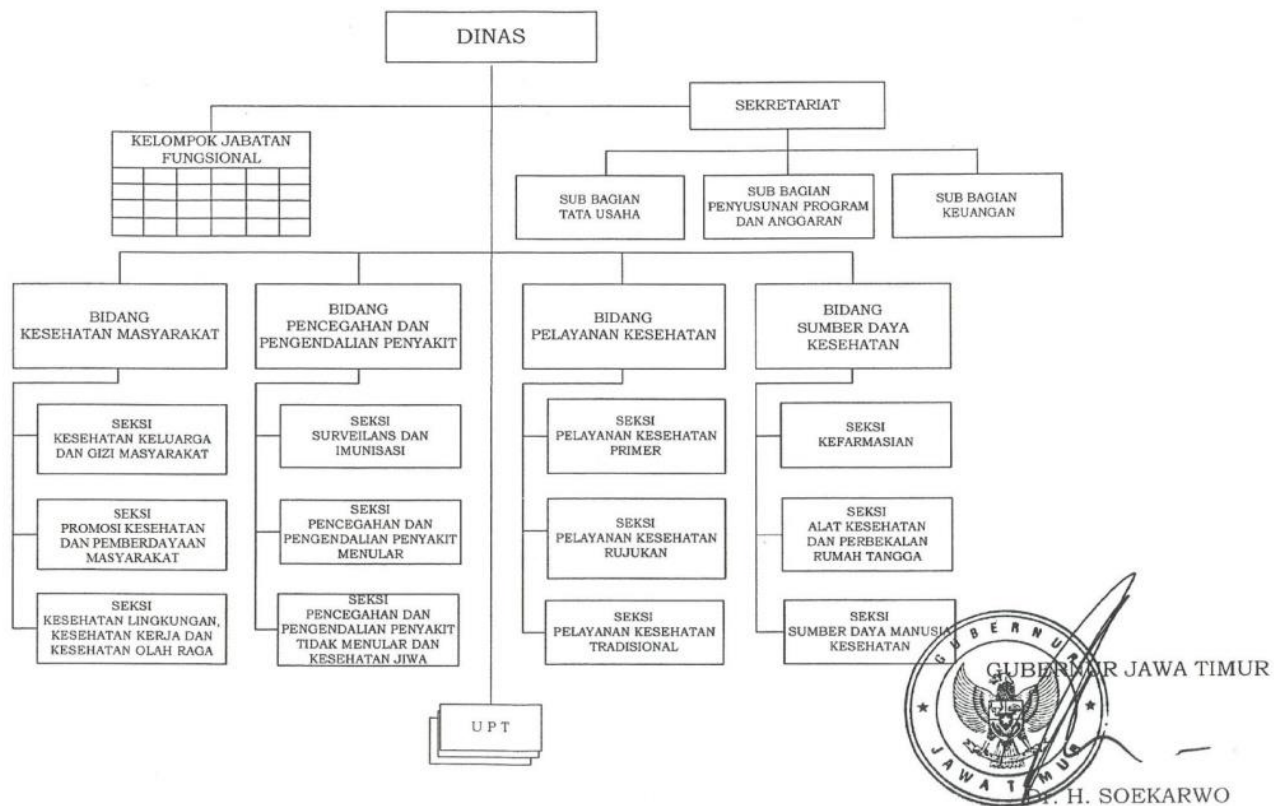 DINAS
SEKRETARIAT
KELOMPOK JABATAN
FUNGSIONAL
SUB BAGIAN
TATA USAHA
SUB BAGIAN
PENYUSUNAN PROGRAM
DAN ANGGARAN
SUB BAGIAN
KEUANGAN
BIDANG
KESEHATAN MASYARAKAT
BIDANG
PENCEGAHAN DAN
PENGENDALIAN PENYAKIT
BIDANG
PELAYANAN KESEHATAN
BIDANG
SUMBER DAYA
KESEHATAN
SEKSI
KESEHATAN KELUARGA
DAN GIZI MASYARAKAT
SEKSI
SURVEILANS DAN
IMUNISASI
SEKSI
PELAYANAN KESEHATAN
PRIMER
SEKSI
KEFARMASIAN
SEKSI
PROMOSI KESEHATAN
DAN PEMBERDAYAAN
MASYARAKAT
SEKSI
PENCEGAHAN DAN
PENGENDALIAN PENYAKIT
MENULAR
SEKSI
PELAYANAN KESEHATAN
RUJUKAN
SEKSI
ALAT KESEHATAN
DAN PERBEKALAN
RUMAH TANGGA
SEKSI
KESEHATAN LINGKUNGAN,
KESEHATAN KERJA DAN
KESEHATAN OLAH RAGA
SEKSI
PENCEGAHAN DAN
PENGENDALIAN PENYAKIT
TIDAK MENULAR DAN
KESEHATAN JIWA
SEKSI
PELAYANAN KESEHATAN
TRADISIONAL
SEKSI
SUMBER DAYA MANUSIA
KESEHATAN
UPT
GUBERNUR JAWA TIMUR
GUBERNUR
JAWA TIMUR
Dr. H. SOEKARWO